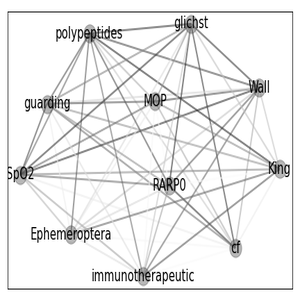 glichst
polypeptides
Wall
guarding
MOP
King
SpO2
RARP0
Ephemeroptera
cf
immunotherapeutic